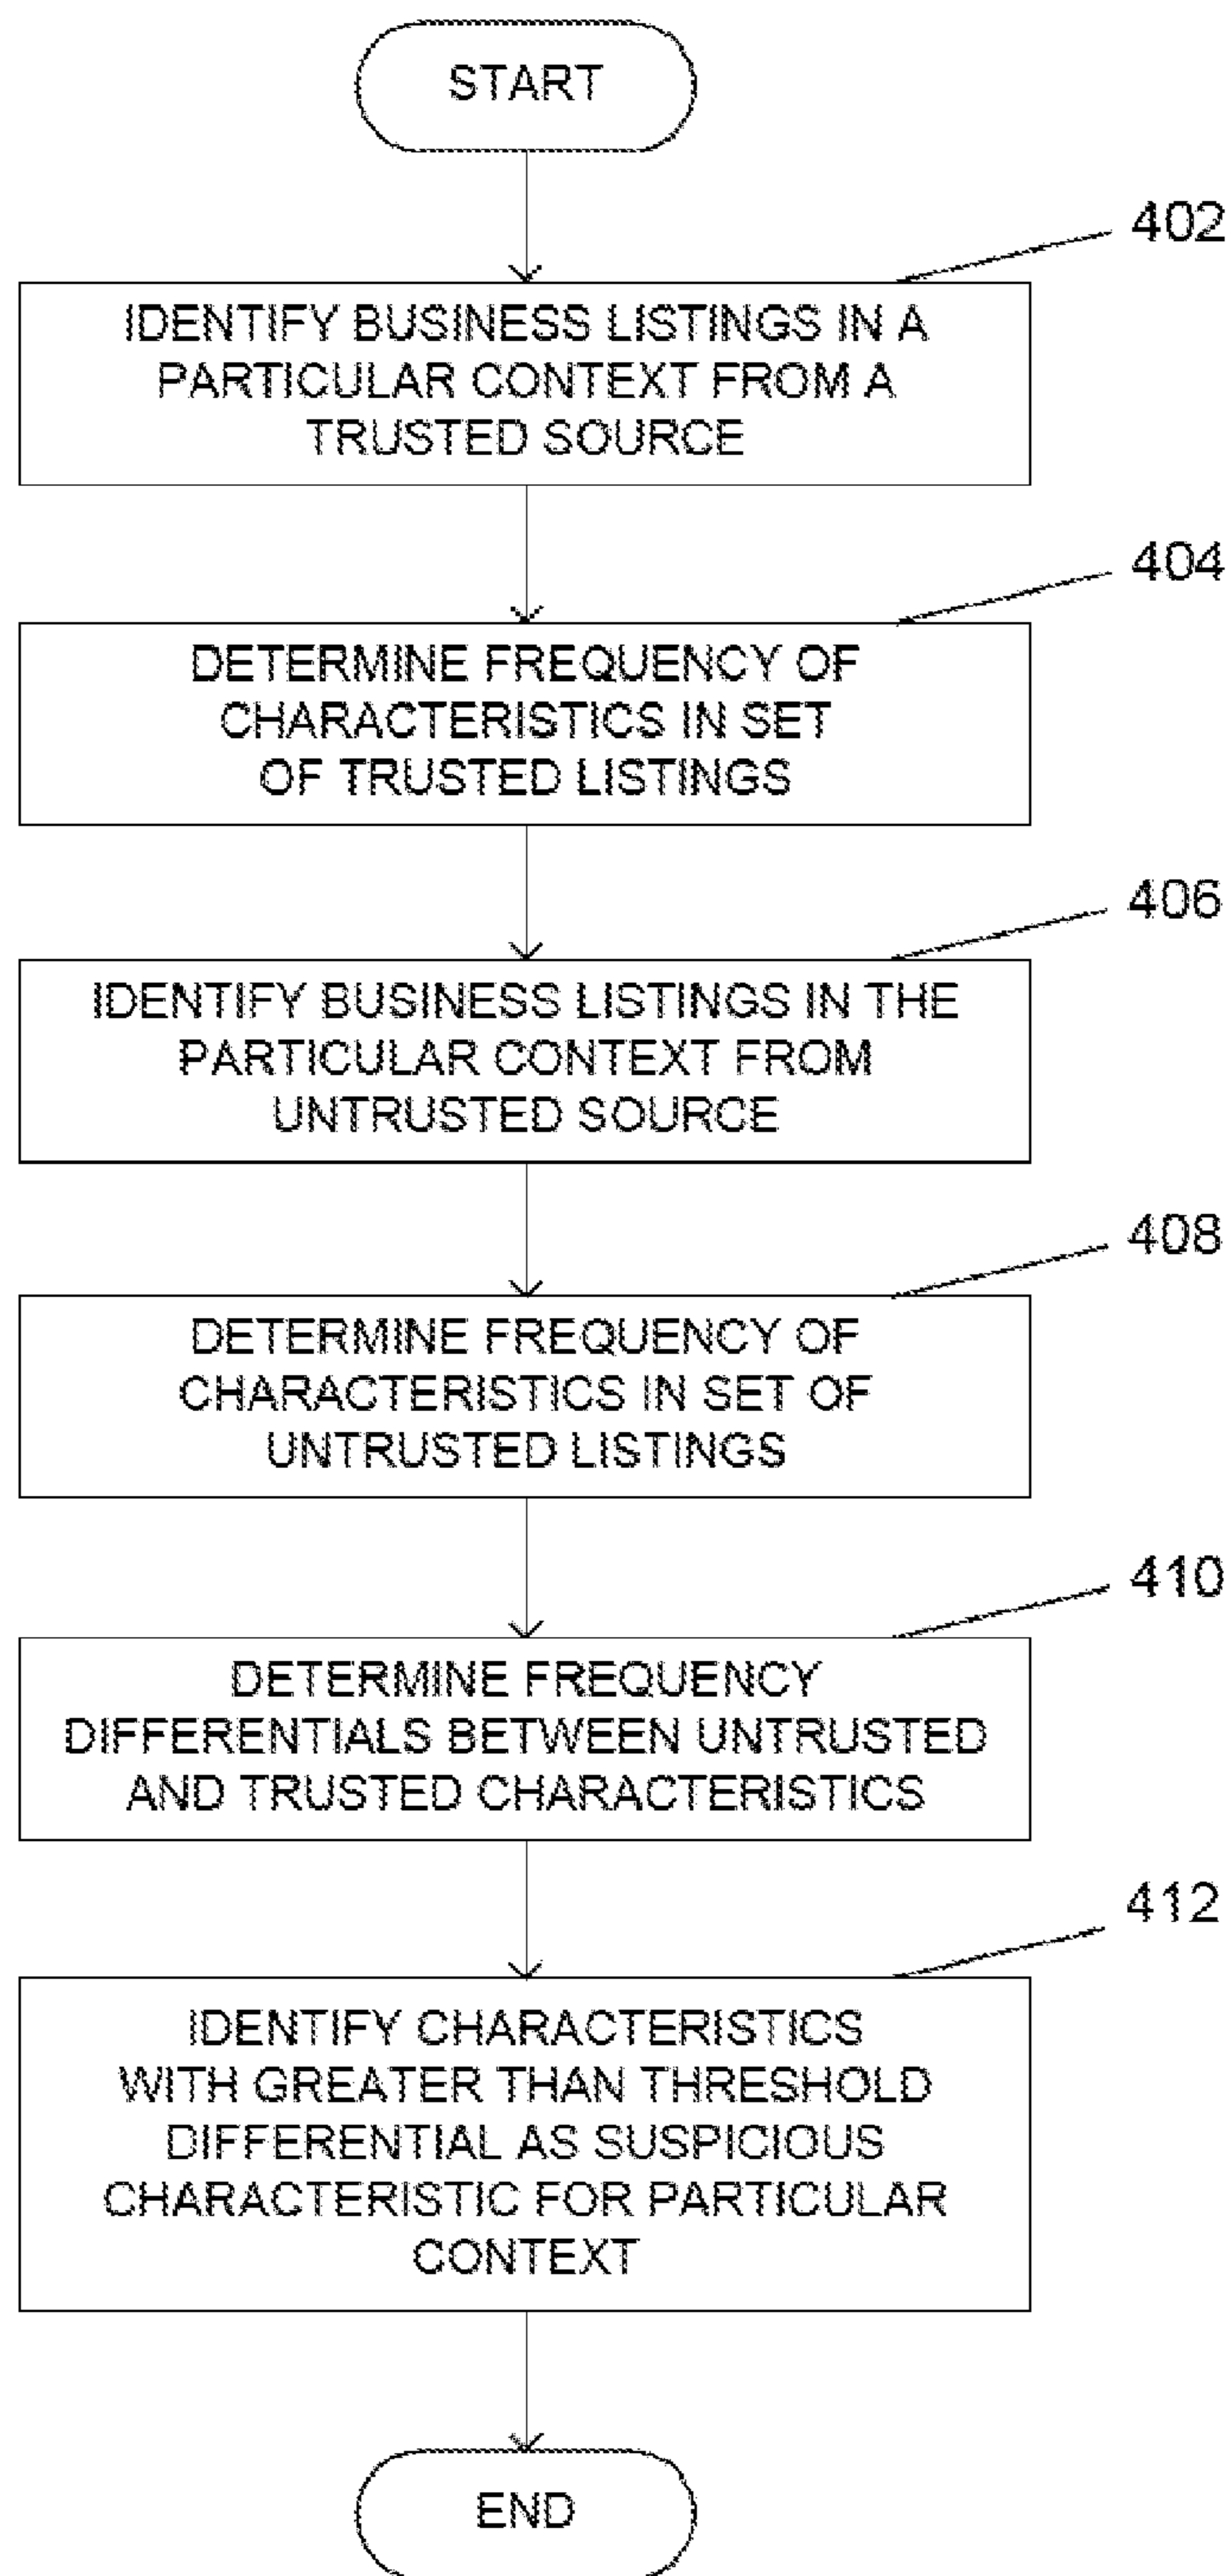 START
402
IDENTIFY BUSINESS LISTINGS IN A
PARTICULAR CONTEXT FROM A
TRUSTED SOURCE
404
DETERMINE FREQUENCY OF
CHARACTERISTICS IN SET
OF TRUSTED LISTINGS
406
IDENTIFY BUSINESS LISTINGS IN THE
PARTICULAR CONTEXT FROM
UNTRUSTED SOURCE
408
DETERMINE FREQUENCY OF
CHARACTERISTICS IN SET OF
UNTRUSTED LISTINGS
410
DETERMINE FREQUENCY
DIFFERENTIALS BETWEEN UNTRUSTED
AND TRUSTED CHARACTERISTICS
412
IDENTIFY CHARACTERISTICS
WITH GREATER THAN THRESHOLD
DIFFERENTIAL AS SUSPICIOUS
CHARACTERISTIC FOR PARTICULAR
CONTEXT
END